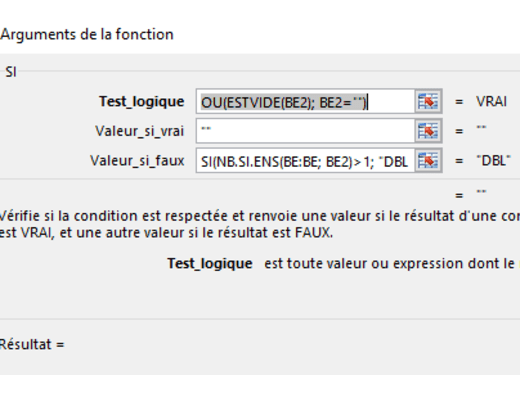 Arguments de la fonction
SI
Test_logique OU(ESTVIDE(BE2); BE2="") = VRAI
Valeur_si_vrai "" = ""
Valeur_si_faux SI(NB.SI.ENS(BE:BE; BE2)>1; "DBL = "DBL"
= ""
Vérifie si la condition est respectée et renvoie une valeur si le résultat d'une con
est VRAI, et une autre valeur si le résultat est FAUX.
Test_logique est toute valeur ou expression dont le
Résultat =